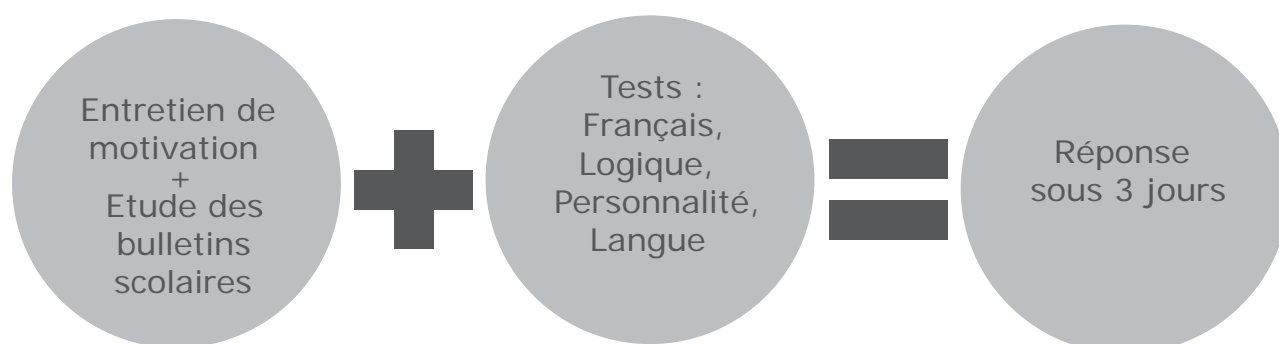 Entretien de
motivation
+
Etude des
bulletins
scolaires
Tests :
Français,
Logique,
Personnalité,
Langue
Réponse
sous 3 jours